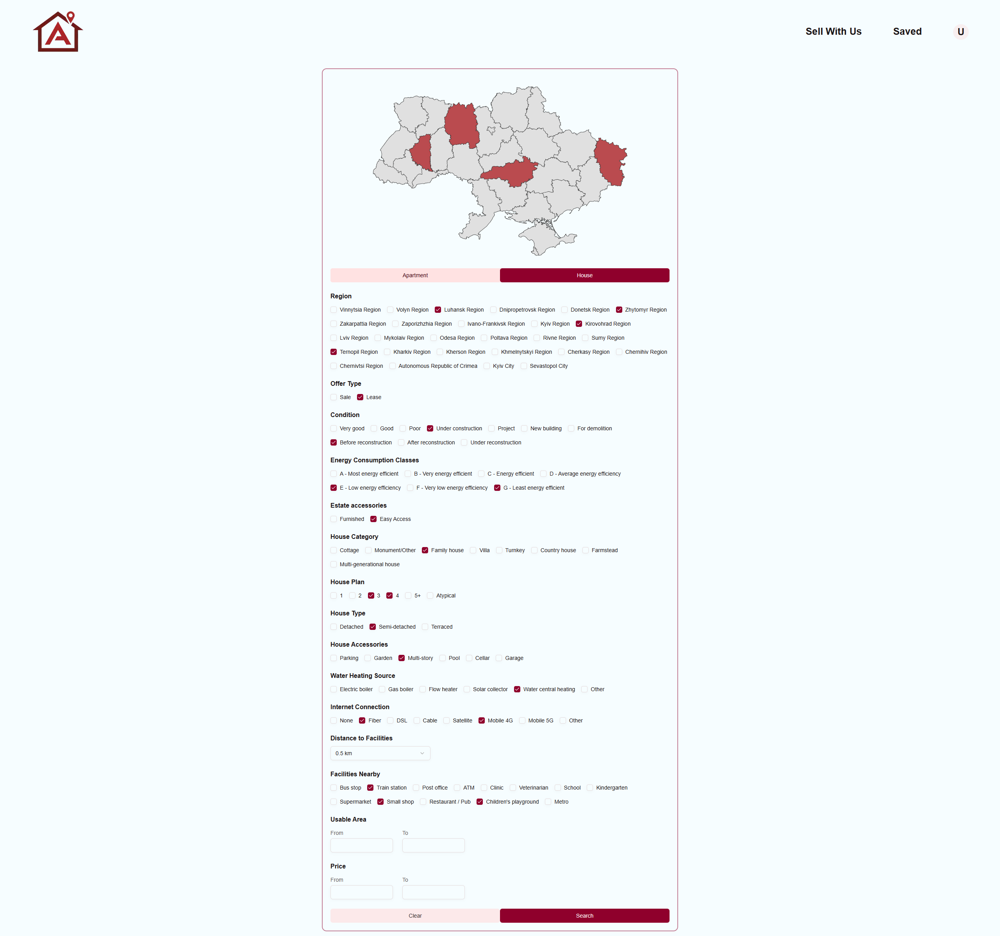 A
Sell With Us Saved U
Apartment House
Region
Vinnytsia Region Volyn Region Luhansk Region Dnipropetrovsk Region Donetsk Region Zhytomyr Region
Zakarpattia Region Zaporizhzhia Region Ivano-Frankivsk Region Kyiv Region Kirovohrad Region
Lviv Region Mykolaiv Region Odesa Region Poltava Region Rivne Region Sumy Region
Ternopil Region Kharkiv Region Kherson Region Khmelnytskyi Region Cherkasy Region Chernihiv Region
Chernivtsi Region Autonomous Republic of Crimea Kyiv City Sevastopol City
Offer Type
Sale Lease
Condition
Very good Good Poor Under construction Project New building For demolition
Before reconstruction After reconstruction Under reconstruction
Energy Consumption Classes
A - Most energy efficient B - Very energy efficient C - Energy efficient D - Average energy efficiency
E - Low energy efficiency F - Very low energy efficiency G - Least energy efficient
Estate accessories
Furnished Easy Access
House Category
Cottage Monument/Other Family house Villa Turnkey Country house Farmstead
Multi-generational house
House Plan
1 2 3 4 5+ Atypical
House Type
Detached Semi-detached Terraced
House Accessories
Parking Garden Multi-story Pool Cellar Garage
Water Heating Source
Electric boiler Gas boiler Flow heater Solar collector Water central heating Other
Internet Connection
None Fiber DSL Cable Satellite Mobile 4G Mobile 5G Other
Distance to Facilities
0.5 km
Facilities Nearby
Bus stop Train station Post office ATM Clinic Veterinarian School Kindergarten
Supermarket Small shop Restaurant / Pub Children's playground Metro
Usable Area
From To
Price
From To
Clear Search